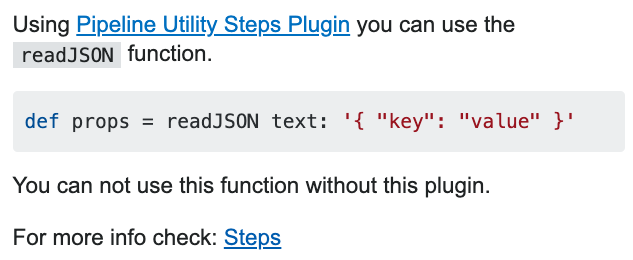 Using Pipeline Utility Steps Plugin you can use the
readJSON function.
def props = readJSON text: '{ "key": "value" }'
You can not use this function without this plugin.
For more info check: Steps